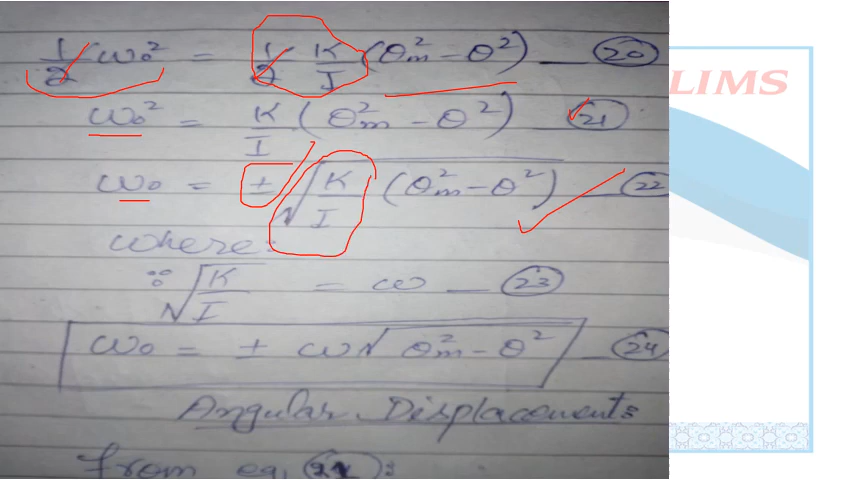 1/2 ω₀² = 1/2 K/I (θm² – θ²) — (20)
ω₀² = K/I (θm² – θ²) — (21)
ω₀ = ± √K/I (θm² – θ²) — (22)
where:
∵ √K/I = ω — (23)
ω₀ = ± ω√θm² – θ² — (24)
Angular Displacement:
from eq,
LIMS